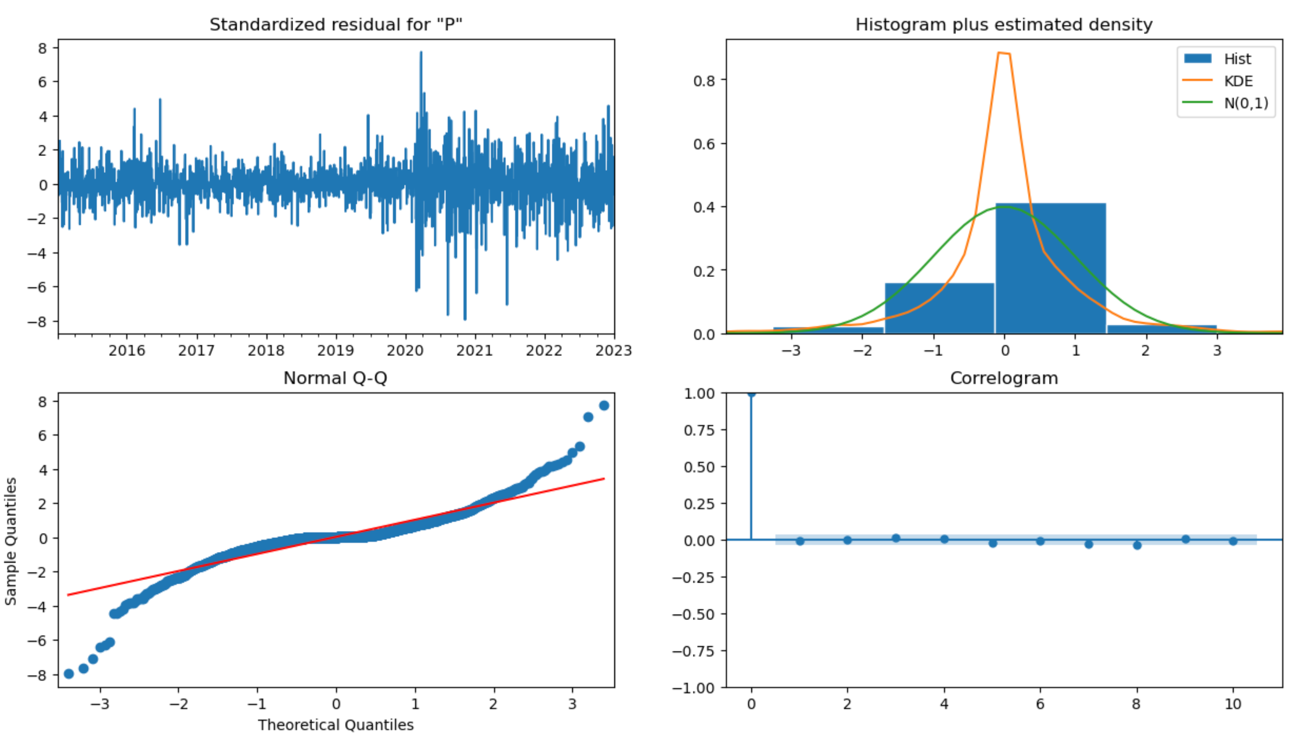 Standardized residual for "P"
8
6
4
2
0
−2
−4
−6
−8
2016 2017 2018 2019 2020 2021 2022 2023
Histogram plus estimated density
Hist
KDE
N(0,1)
0.8
0.6
0.4
0.2
0.0
−3 −2 −1 0 1 2 3
Normal Q-Q
Sample Quantiles
8
6
4
2
0
−2
−4
−6
−8
−3 −2 −1 0 1 2 3
Theoretical Quantiles
Correlogram
1.00
0.75
0.50
0.25
0.00
−0.25
−0.50
−0.75
−1.00
0 2 4 6 8 10